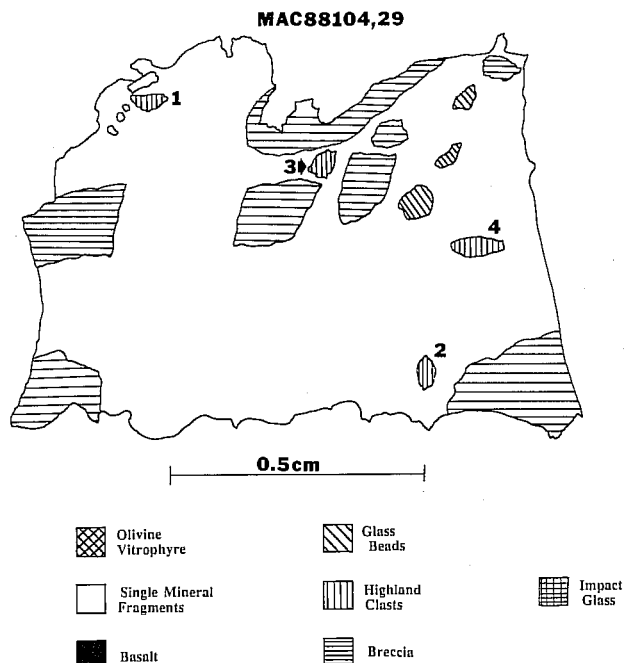 MAC88104,29
1
3
4
2
0.5cm
Olivine
Vitrophyre
Glass
Beads
Single Mineral
Fragments
Highland
Clasts
Impact
Glass
Basalt
Breccia